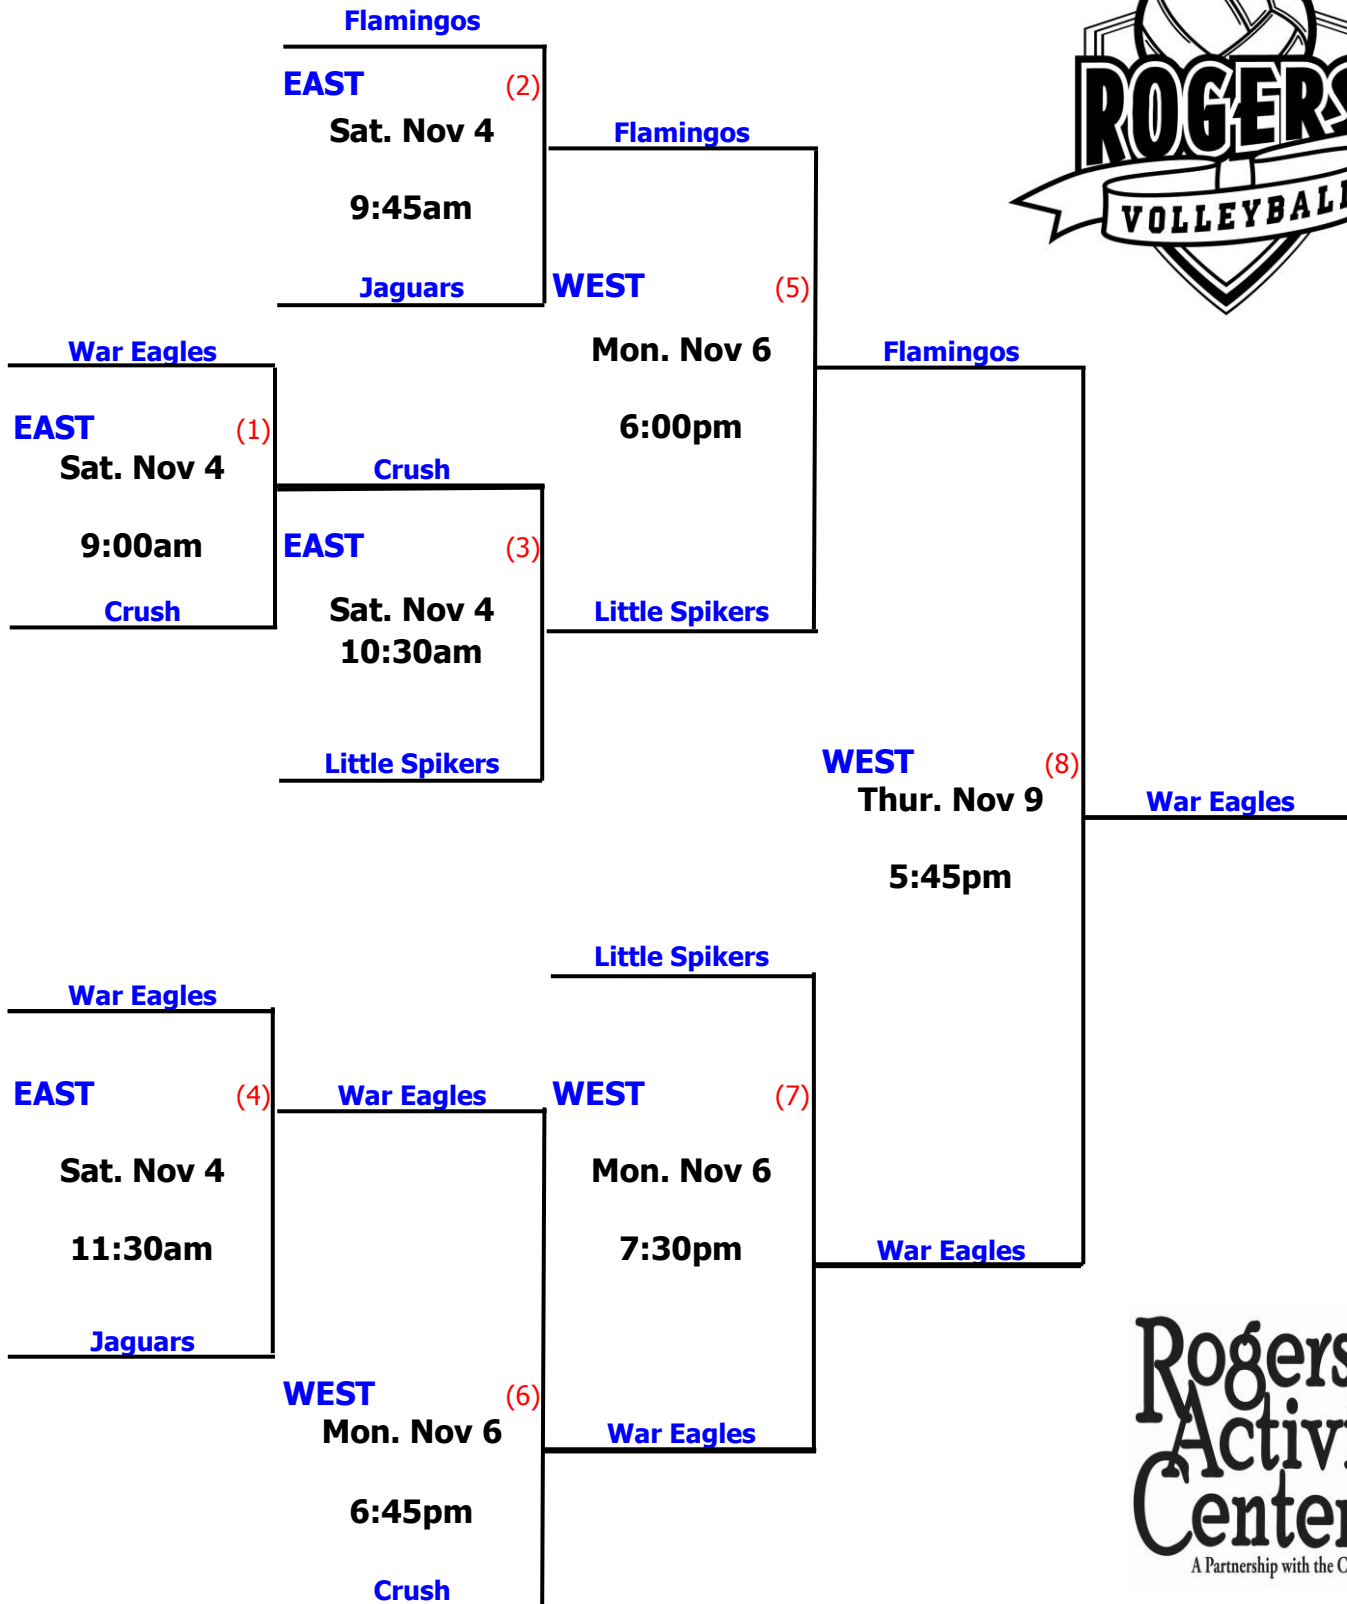 Flamingos
EAST (2)
Sat. Nov 4
9:45am
Jaguars
Flamingos
WEST (5)
Mon. Nov 6
6:00pm
War Eagles
EAST (1)
Sat. Nov 4
9:00am
Crush
Crush
EAST (3)
Sat. Nov 4
10:30am
Little Spikers
Little Spikers
Flamingos
WEST (8)
Thur. Nov 9
5:45pm
War Eagles
War Eagles
EAST (4)
Sat. Nov 4
11:30am
Jaguars
War Eagles
WEST (6)
Mon. Nov 6
6:45pm
Crush
Little Spikers
WEST (7)
Mon. Nov 6
7:30pm
War Eagles
War Eagles
ROGERS
VOLLEYBALL
Rogers
Activi
Center
A Partnership with the C